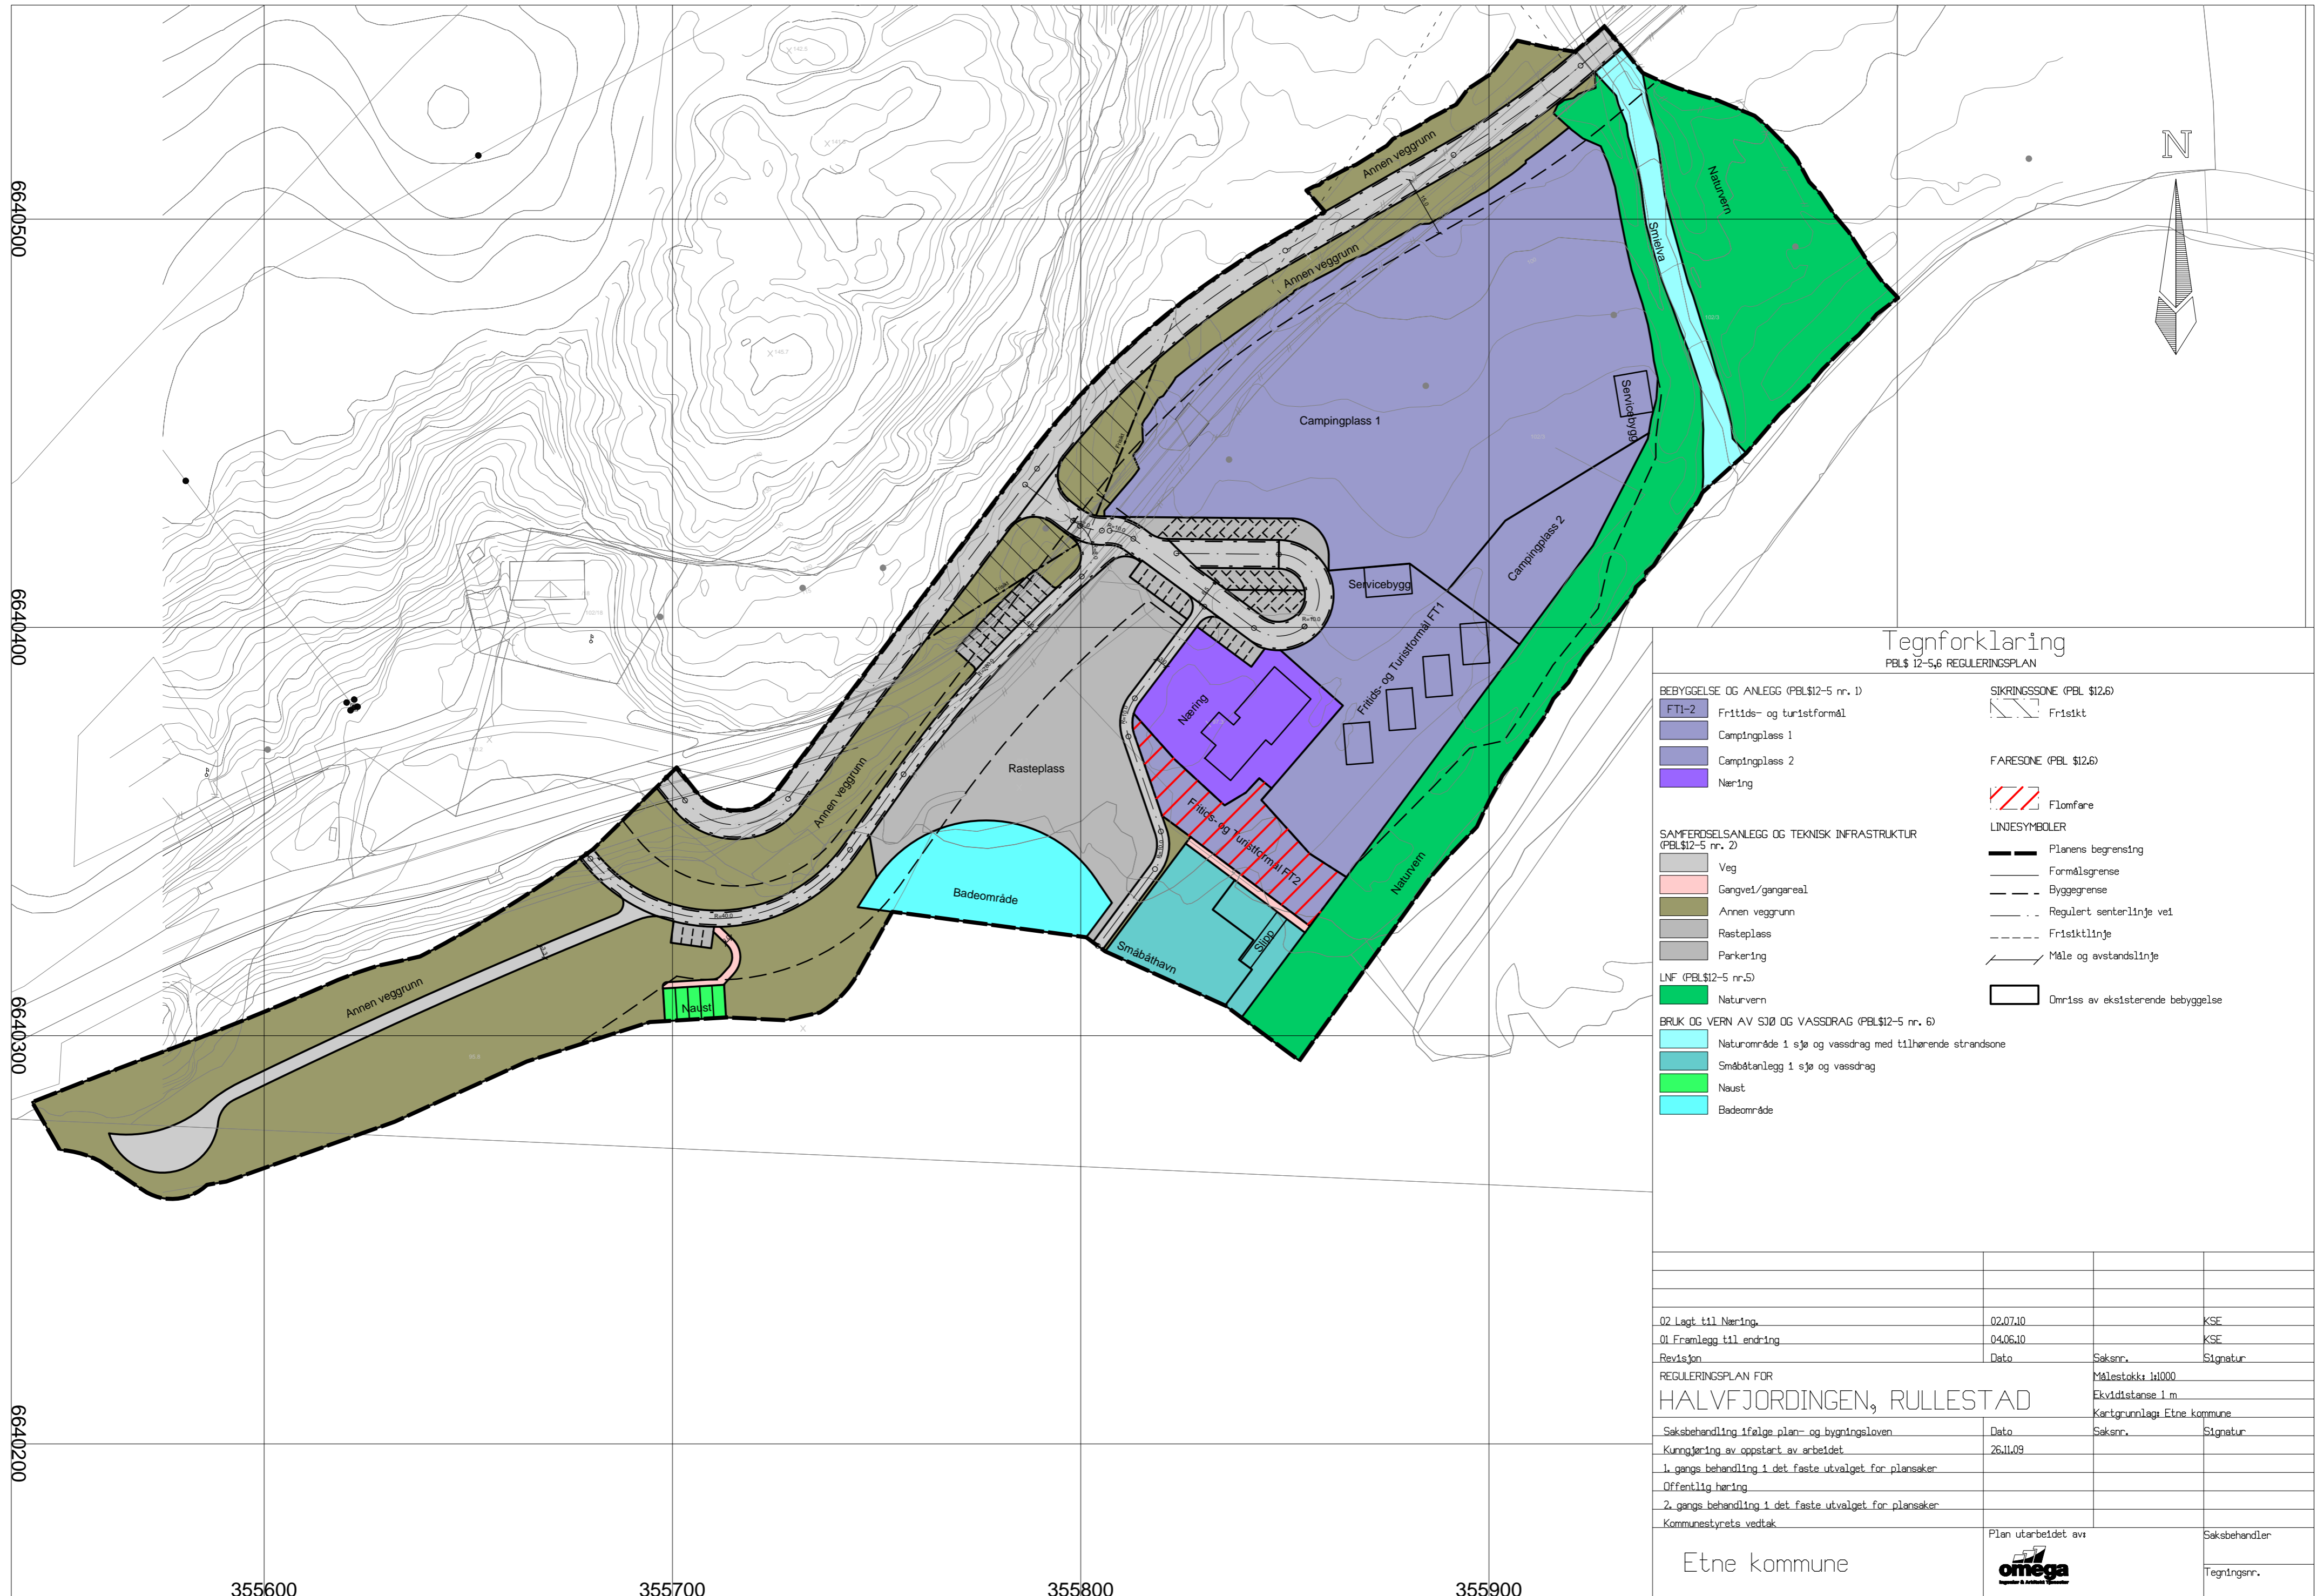 6640500
6640400
6640300
6640200
355600
355700
355800
355900
N
142.5
145.7
Annen veggrunn
Annen veggrunn
Naturvern
Smielva
Campingplass 1
Servicebygg
Campingplass 2
Servicebygg
Fritids- og Turistformål FT1
Næring
Rasteplass
Annen veggrunn
Fritids- og Turistformål FT2
Naturvern
Badeområde
Småbåthavn
Slipp
Annen veggrunn
Naust
Frisikt
R=40,0
R=10,0
Tegnforklaring
PBL$ 12-5,6 REGULERINGSPLAN
BEBYGGELSE OG ANLEGG (PBL$12-5 nr. 1)
FT1-2 Fritids- og turistformål
Campingplass 1
Campingplass 2
Næring
SAMFERDSELSANLEGG OG TEKNISK INFRASTRUKTUR
(PBL$12-5 nr. 2)
Veg
Gangvei/gangareal
Annen veggrunn
Rasteplass
Parkering
LNF (PBL$12-5 nr.5)
Naturvern
BRUK OG VERN AV SJØ OG VASSDRAG (PBL$12-5 nr. 6)
Naturområde i sjø og vassdrag med tilhørende strandsone
Småbåtanlegg i sjø og vassdrag
Naust
Badeområde
SIKRINGSSONE (PBL $12.6)
Frisikt
FARESONE (PBL $12.6)
Flomfare
LINJESYMBOLER
Planens begrensing
Formålsgrense
Byggegrense
Regulert senterlinje vei
Frisiktlinje
Måle og avstandslinje
Omriss av eksisterende bebyggelse
02 Lagt til Næring. 02.07.10 KSE
01 Framlegg til endring 04.06.10 KSE
Revisjon Dato Saksnr. Signatur
REGULERINGSPLAN FOR
HALVFJORDINGEN, RULLESTAD
Målestokk: 1:1000
Ekvidistanse 1 m
Kartgrunnlag: Etne kommune
Saksbehandling ifølge plan- og bygningsloven Dato Saksnr. Signatur
Kunngjøring av oppstart av arbeidet 26.11.09
1. gangs behandling i det faste utvalget for plansaker
Offentlig høring
2. gangs behandling i det faste utvalget for plansaker
Kommunestyrets vedtak
Etne kommune
Plan utarbeidet av:
omega
Saksbehandler
Tegningsnr.